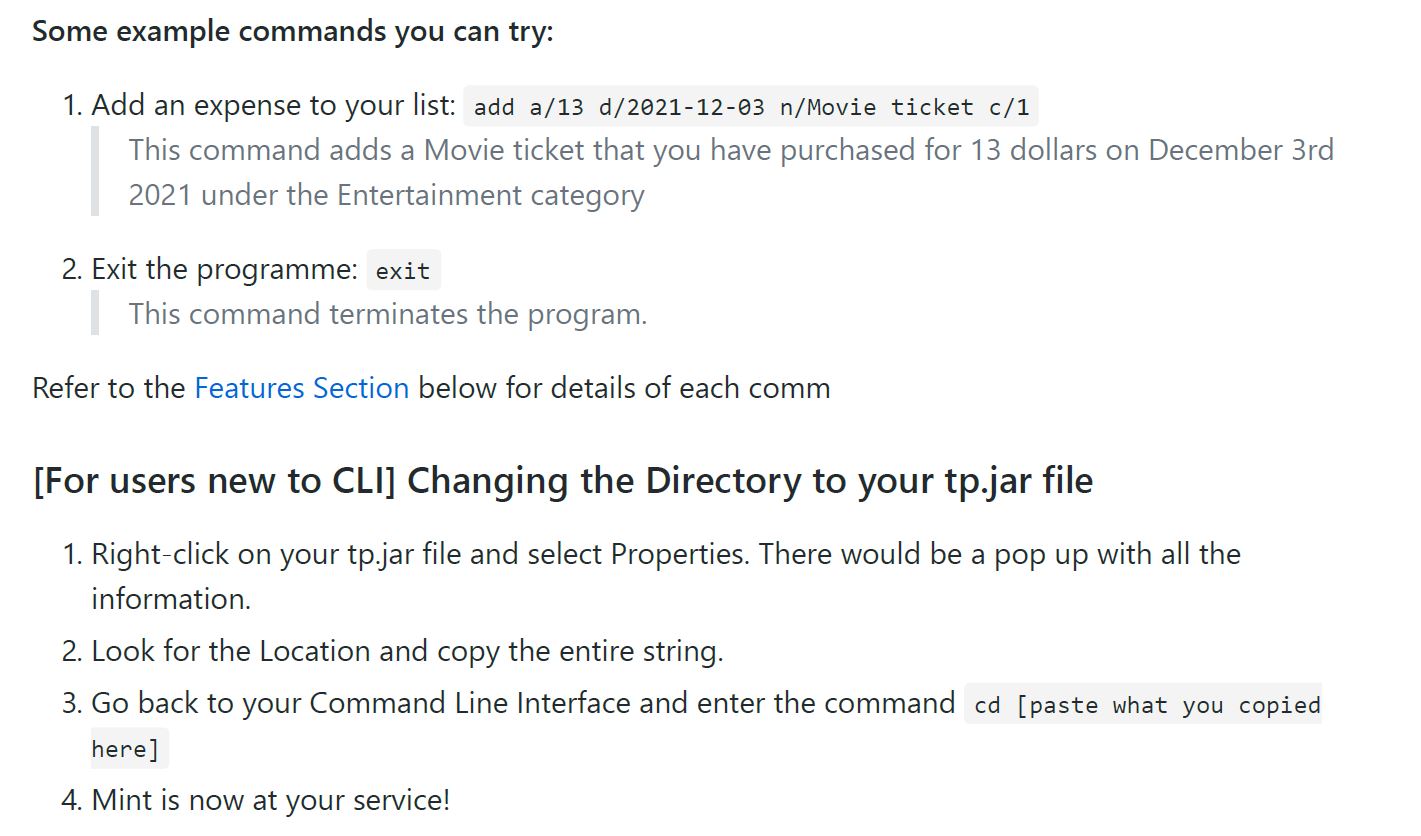 Some example commands you can try:
1. Add an expense to your list: add a/13 d/2021-12-03 n/Movie ticket c/1
This command adds a Movie ticket that you have purchased for 13 dollars on December 3rd
2021 under the Entertainment category
2. Exit the programme: exit
This command terminates the program.
Refer to the Features Section below for details of each comm
[For users new to CLI] Changing the Directory to your tp.jar file
1. Right-click on your tp.jar file and select Properties. There would be a pop up with all the
information.
2. Look for the Location and copy the entire string.
3. Go back to your Command Line Interface and enter the command cd [paste what you copied
here]
4. Mint is now at your service!